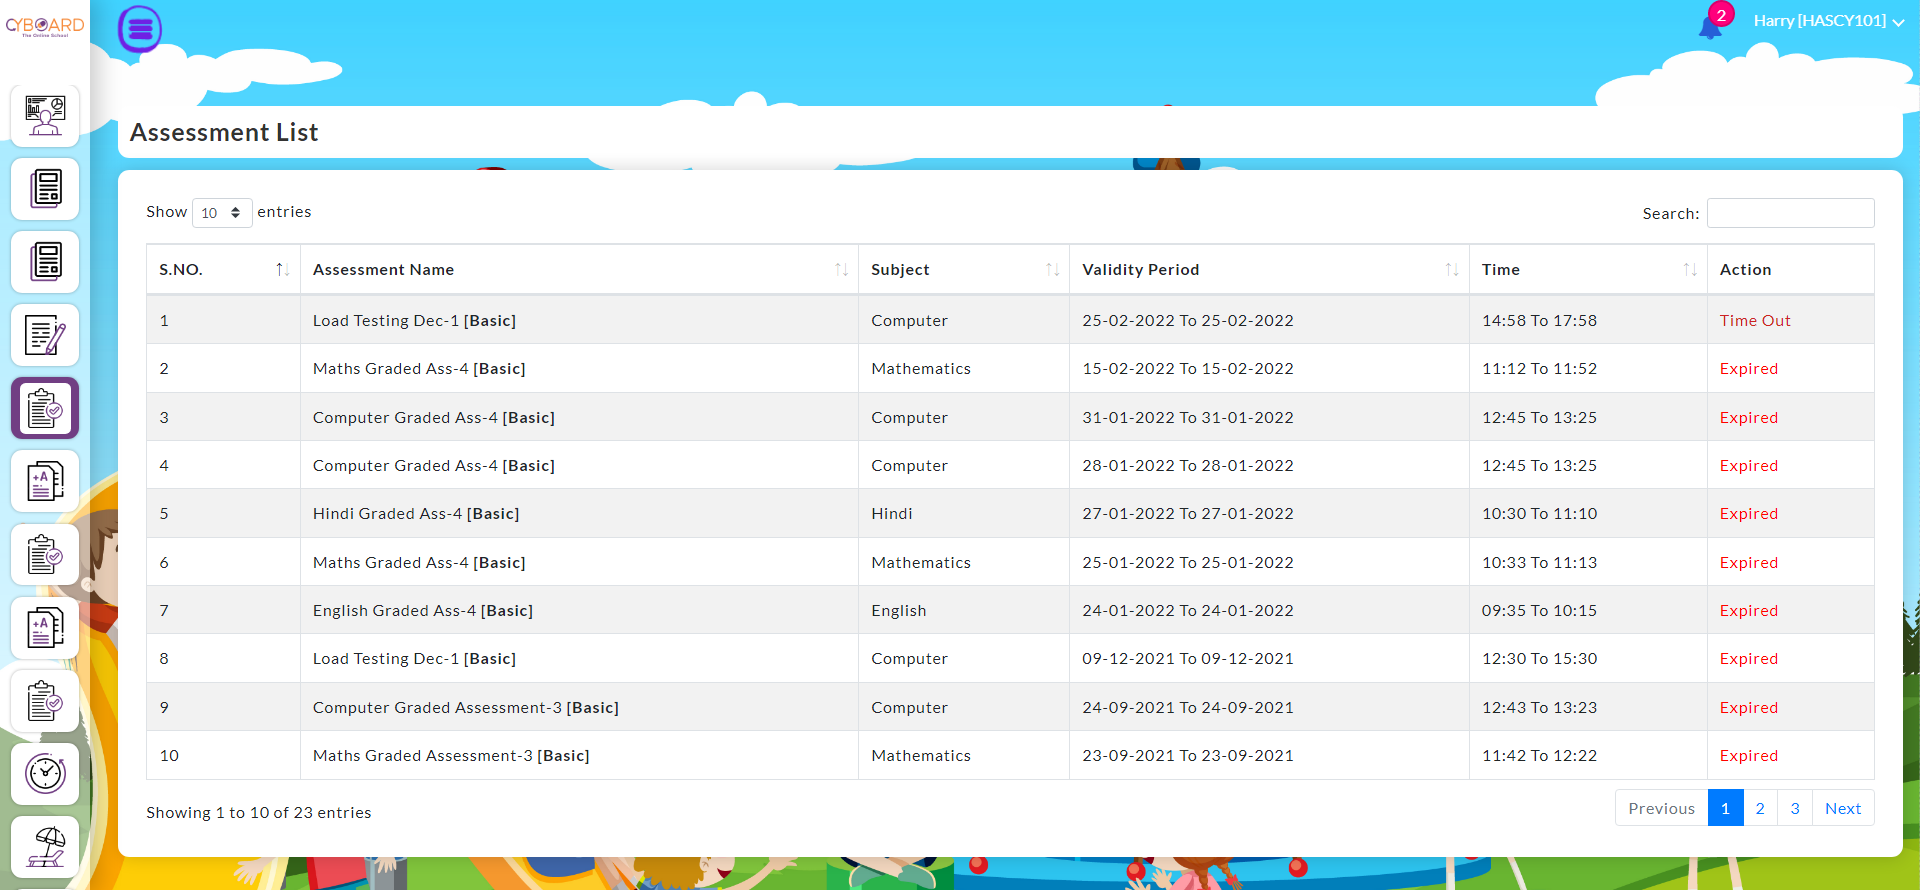 CYBOARD
The Online School
2
Harry [HASCY101]
Assessment List
Show 10 entries
Search:
S.NO. Assessment Name Subject Validity Period Time Action
1 Load Testing Dec-1 [Basic] Computer 25-02-2022 To 25-02-2022 14:58 To 17:58 Time Out
2 Maths Graded Ass-4 [Basic] Mathematics 15-02-2022 To 15-02-2022 11:12 To 11:52 Expired
3 Computer Graded Ass-4 [Basic] Computer 31-01-2022 To 31-01-2022 12:45 To 13:25 Expired
4 Computer Graded Ass-4 [Basic] Computer 28-01-2022 To 28-01-2022 12:45 To 13:25 Expired
5 Hindi Graded Ass-4 [Basic] Hindi 27-01-2022 To 27-01-2022 10:30 To 11:10 Expired
6 Maths Graded Ass-4 [Basic] Mathematics 25-01-2022 To 25-01-2022 10:33 To 11:13 Expired
7 English Graded Ass-4 [Basic] English 24-01-2022 To 24-01-2022 09:35 To 10:15 Expired
8 Load Testing Dec-1 [Basic] Computer 09-12-2021 To 09-12-2021 12:30 To 15:30 Expired
9 Computer Graded Assessment-3 [Basic] Computer 24-09-2021 To 24-09-2021 12:43 To 13:23 Expired
10 Maths Graded Assessment-3 [Basic] Mathematics 23-09-2021 To 23-09-2021 11:42 To 12:22 Expired
Showing 1 to 10 of 23 entries
Previous 1 2 3 Next
+A
+A